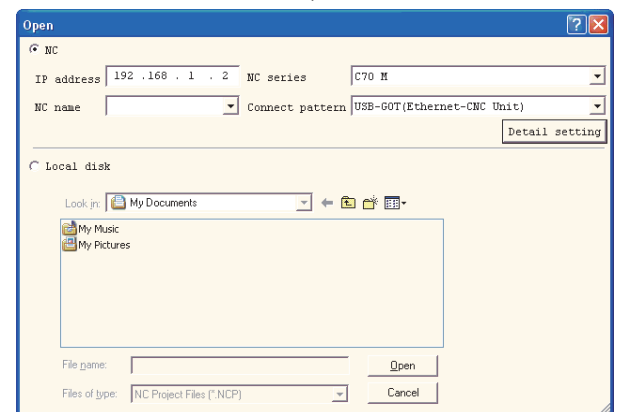 Open
NC
IP address 192 .168 . 1 . 2 NC series C70 M
NC name Connect pattern USB-GOT(Ethernet-CNC Unit)
Detail setting
Local disk
Look in: My Documents
My Music
My Pictures
File name: Open
Files of type: NC Project Files (*.NCP) Cancel